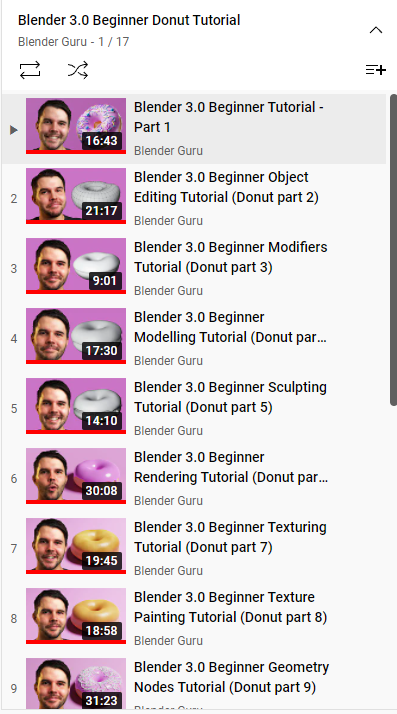 Blender 3.0 Beginner Donut Tutorial
Blender Guru - 1 / 17
16:43
Blender 3.0 Beginner Tutorial -
Part 1
Blender Guru
2
21:17
Blender 3.0 Beginner Object
Editing Tutorial (Donut part 2)
Blender Guru
3
9:01
Blender 3.0 Beginner Modifiers
Tutorial (Donut part 3)
Blender Guru
4
17:30
Blender 3.0 Beginner
Modelling Tutorial (Donut par...
Blender Guru
5
14:10
Blender 3.0 Beginner Sculpting
Tutorial (Donut part 5)
Blender Guru
6
30:08
Blender 3.0 Beginner
Rendering Tutorial (Donut par...
Blender Guru
7
19:45
Blender 3.0 Beginner Texturing
Tutorial (Donut part 7)
Blender Guru
8
18:58
Blender 3.0 Beginner Texture
Painting Tutorial (Donut part 8)
Blender Guru
9
31:23
Blender 3.0 Beginner Geometry
Nodes Tutorial (Donut part 9)
Blender Guru